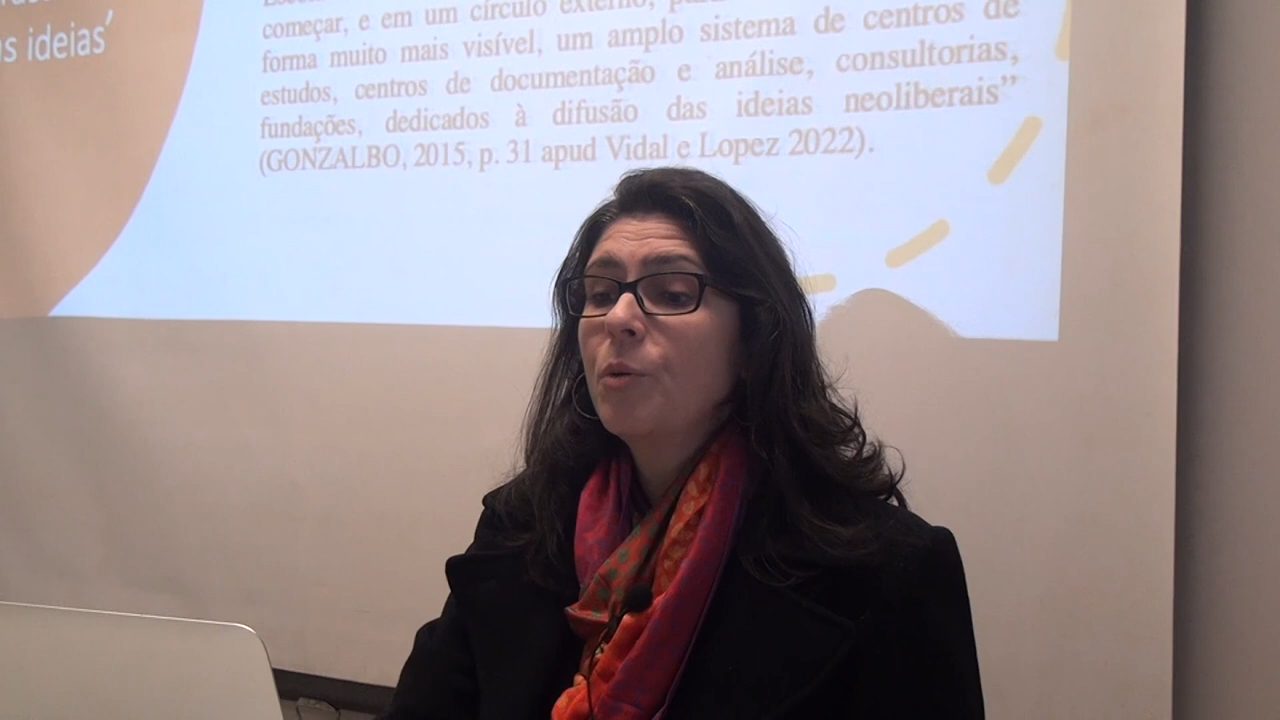 as ideias'
começar, e em um círculo externo,
forma muito mais visível, um amplo sistema de centros de
estudos, centros de documentação e análise, consultorias,
fundações, dedicados à difusão das ideias neoliberais”
(GONZALBO, 2015, p. 31 apud Vidal e Lopez 2022).